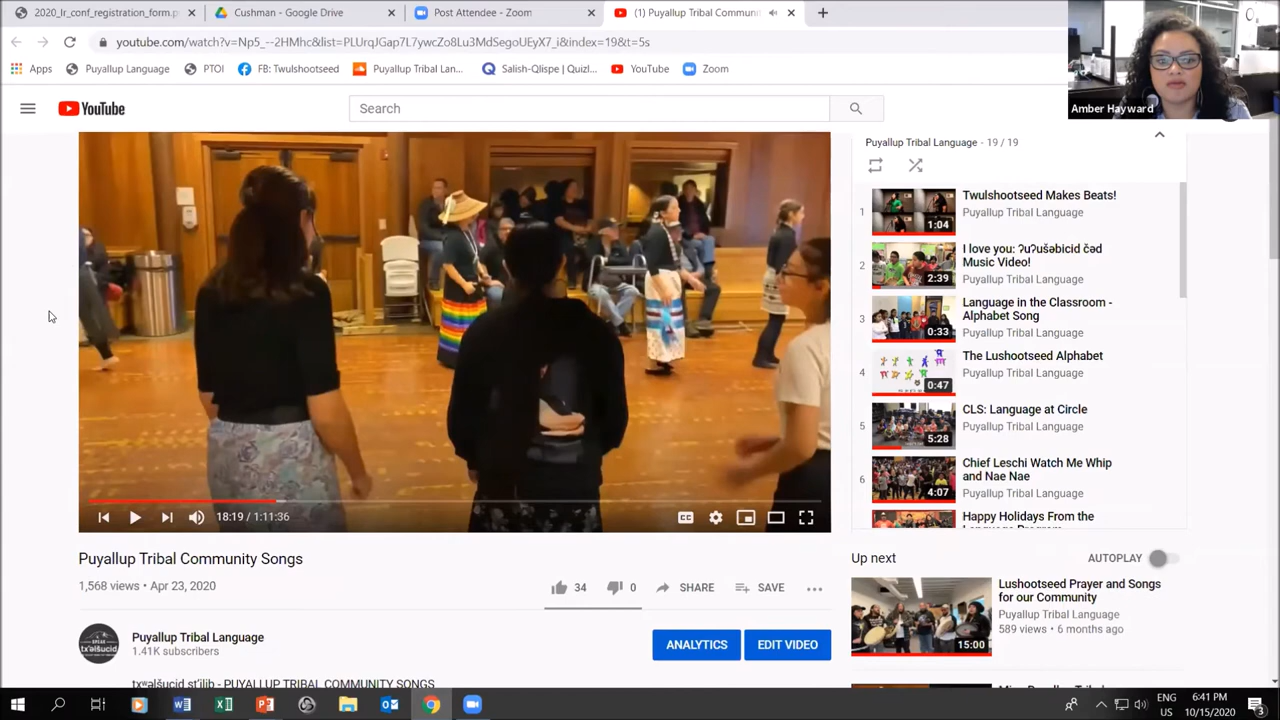 2020_lr_conf_registration_form.p
Cushman - Google Drive
Post Attendee - Zoom
(1) Puyallup Tribal Commun
youtube.com/watch?v=Np5_--2HMhc&list=PLUrqJGap7L7ywcZo8Lu3MdSegoUEyX7_i&index=19&t=5s
Apps
Puyallup Language
PTOI
FB: Twulshootseed
Puyallup Tribal Lan...
Salish-Qlispe | Quizl...
YouTube
Zoom
Amber Hayward
YouTube
Search
Puyallup Tribal Language - 19 / 19
1
Twulshootseed Makes Beats!
Puyallup Tribal Language
1:04
2
I love you: ʔuʔušəbicid čəd
Music Video!
Puyallup Tribal Language
2:39
3
Language in the Classroom -
Alphabet Song
Puyallup Tribal Language
0:33
4
The Lushootseed Alphabet
Puyallup Tribal Language
0:47
5
CLS: Language at Circle
Puyallup Tribal Language
5:28
6
Chief Leschi Watch Me Whip
and Nae Nae
Puyallup Tribal Language
4:07
Happy Holidays From the
18:19 / 1:11:36
CC
Puyallup Tribal Community Songs
1,568 views • Apr 23, 2020
34
0
SHARE
SAVE
Puyallup Tribal Language
1.41K subscribers
ANALYTICS
EDIT VIDEO
txʷəlšucid st'ilib - PUYALLUP TRIBAL COMMUNITY SONGS
Up next
AUTOPLAY
Lushootseed Prayer and Songs
for our Community
Puyallup Tribal Language
589 views • 6 months ago
15:00
ENG
US
6:41 PM
10/15/2020
3